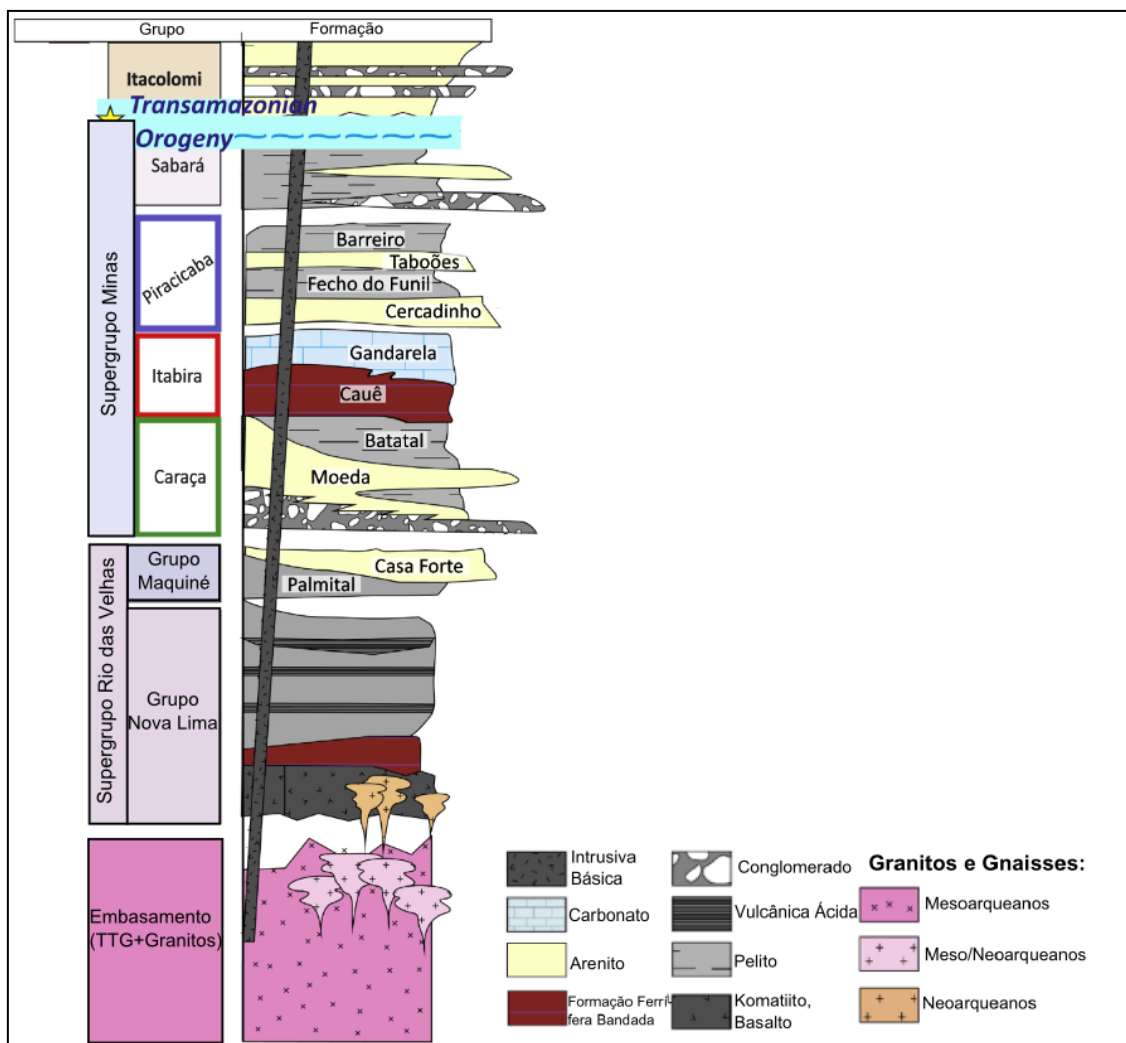 Grupo
Formação
Itacolomi
Transamazonian
Orogeny
Sabará
Supergrupo Minas
Piracicaba
Barreiro
Taboões
Fecho do Funil
Cercadinho
Itabira
Gandarela
Cauê
Caraça
Batatal
Moeda
Supergrupo Rio das Velhas
Grupo
Maquiné
Casa Forte
Palmital
Grupo
Nova Lima
Embasamento
(TTG+Granitos)
Intrusiva
Básica
Carbonato
Arenito
Formação Ferrí-
fera Bandada
Conglomerado
Vulcânica Ácida
Pelito
Komatiito,
Basalto
Granitos e Gnaisses:
Mesoarqueanos
Meso/Neoarqueanos
Neoarqueanos